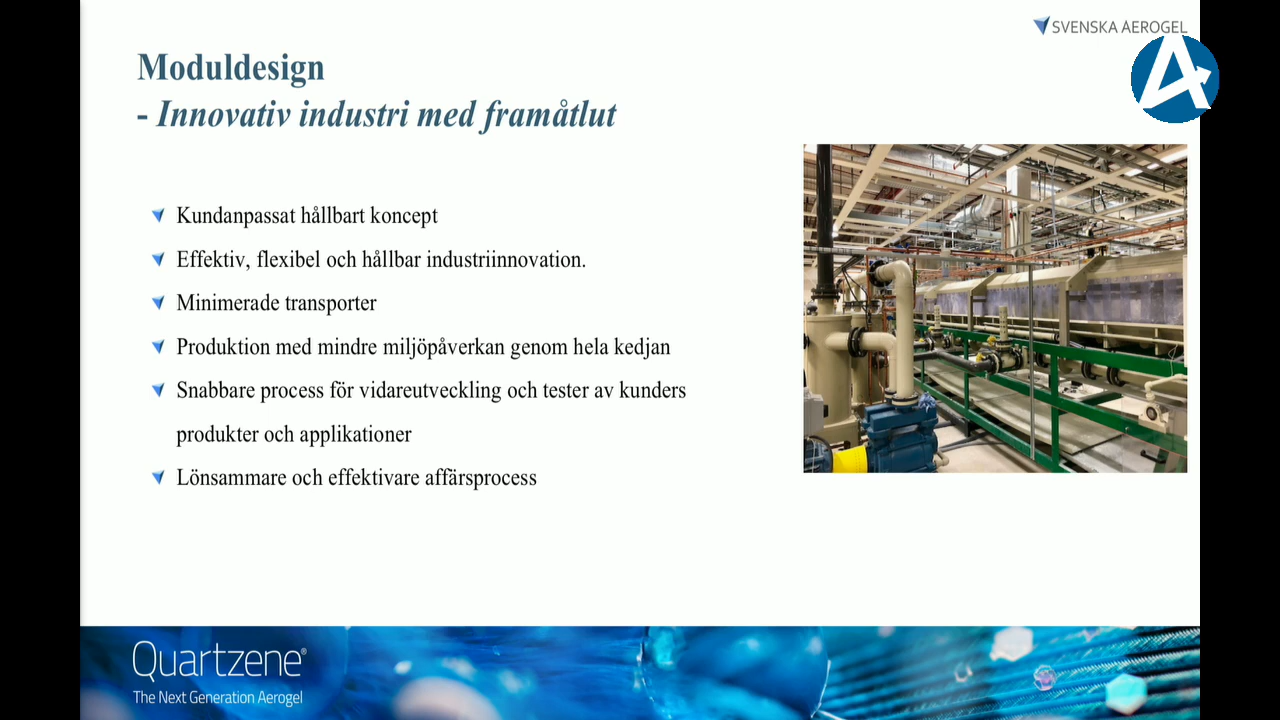 SVENSKA AEROGEL
Moduldesign
- Innovativ industri med framåtlut
Kundanpassat hållbart koncept
Effektiv, flexibel och hållbar industriinnovation.
Minimerade transporter
Produktion med mindre miljöpåverkan genom hela kedjan
Snabbare process för vidareutveckling och tester av kunders
produkter och applikationer
Lönsammare och effektivare affärsprocess
Quartzene®
The Next Generation Aerogel